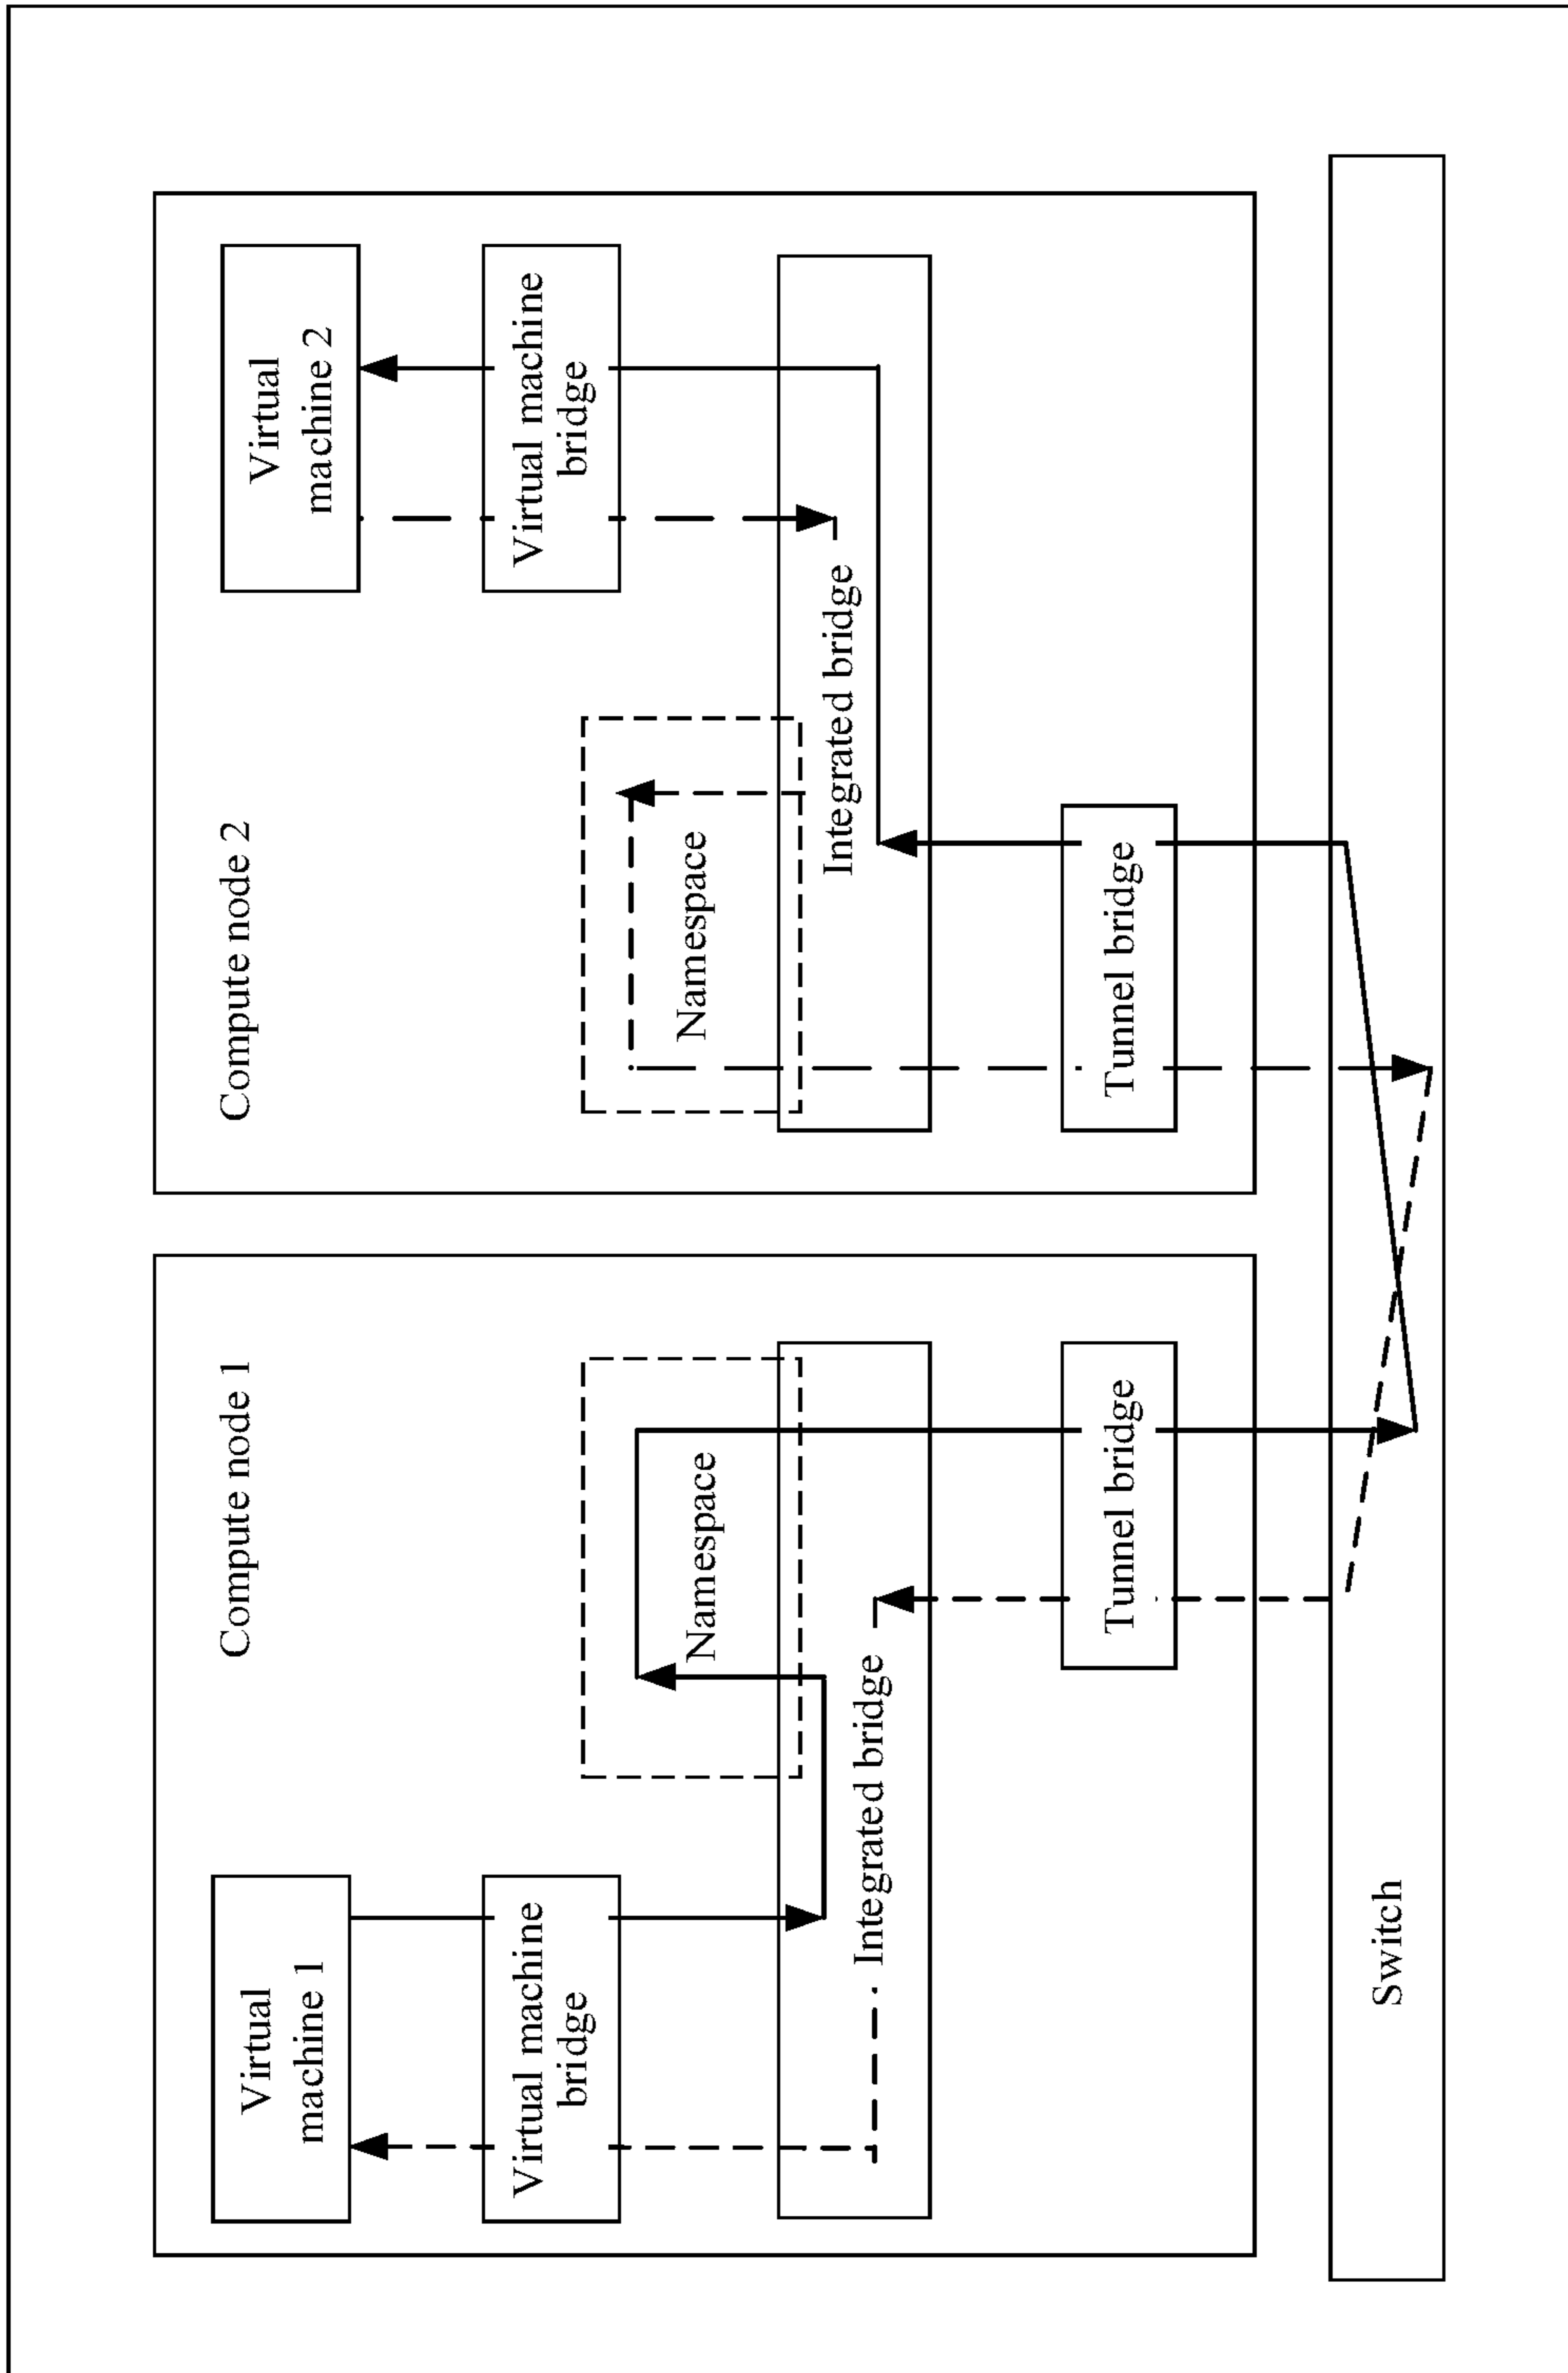 Compute node 1
Virtual
machine 1
Virtual machine
bridge
Namespace
Integrated bridge
Tunnel bridge
Compute node 2
Virtual
machine 2
Virtual machine
bridge
Namespace
Integrated bridge
Tunnel bridge
Switch